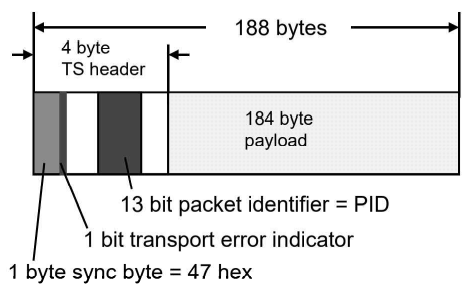 188 bytes
4 byte
TS header
184 byte
payload
13 bit packet identifier = PID
1 bit transport error indicator
1 byte sync byte = 47 hex